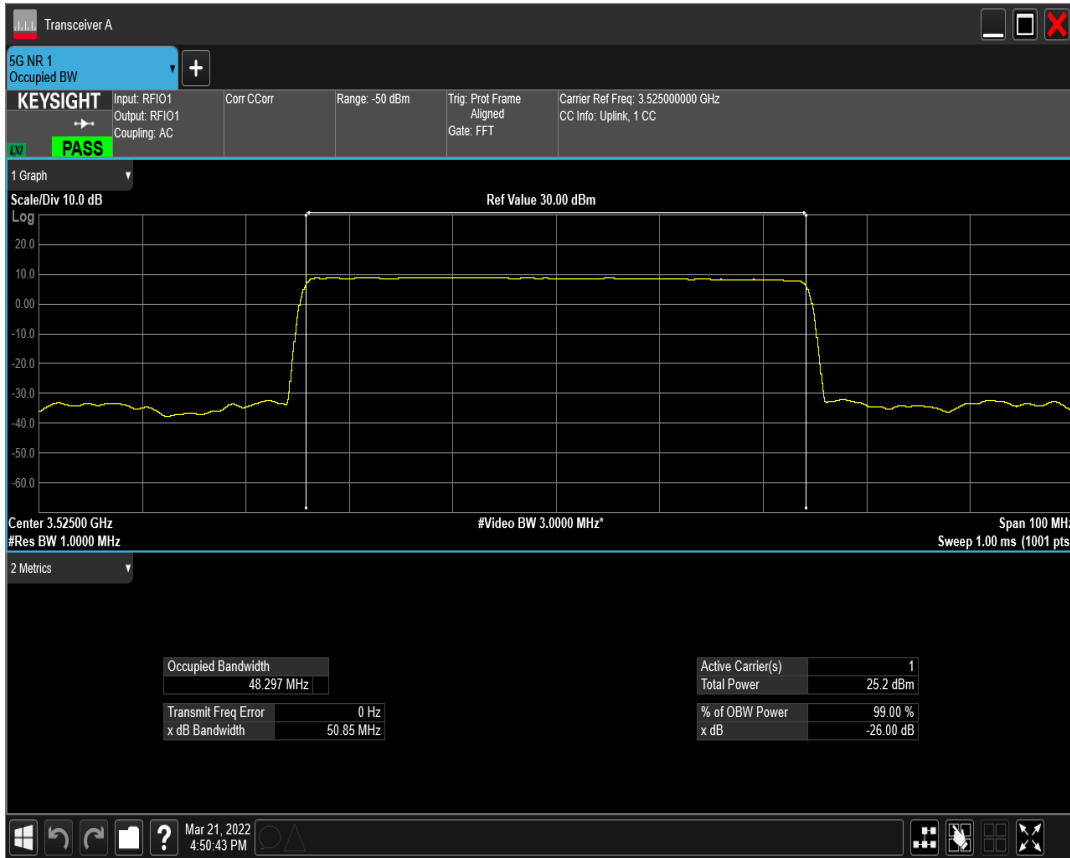 Transceiver A
5G NR 1
Occupied BW
KEYSIGHT
LXI
PASS
Input: RFIO1
Output: RFIO1
Coupling: AC
Corr CCorr
Range: -50 dBm
Trig: Prot Frame
Aligned
Gate: FFT
Carrier Ref Freq: 3.525000000 GHz
CC Info: Uplink, 1 CC
1 Graph
Scale/Div 10.0 dB
Ref Value 30.00 dBm
Log
20.0
10.0
0.00
-10.0
-20.0
-30.0
-40.0
-50.0
-60.0
Center 3.52500 GHz
#Video BW 3.0000 MHz*
Span 100 MHz
#Res BW 1.0000 MHz
Sweep 1.00 ms (1001 pts
2 Metrics
Occupied Bandwidth
48.297 MHz
Transmit Freq Error 0 Hz
x dB Bandwidth 50.85 MHz
Active Carrier(s) 1
Total Power 25.2 dBm
% of OBW Power 99.00 %
x dB -26.00 dB
?
Mar 21, 2022
4:50:43 PM